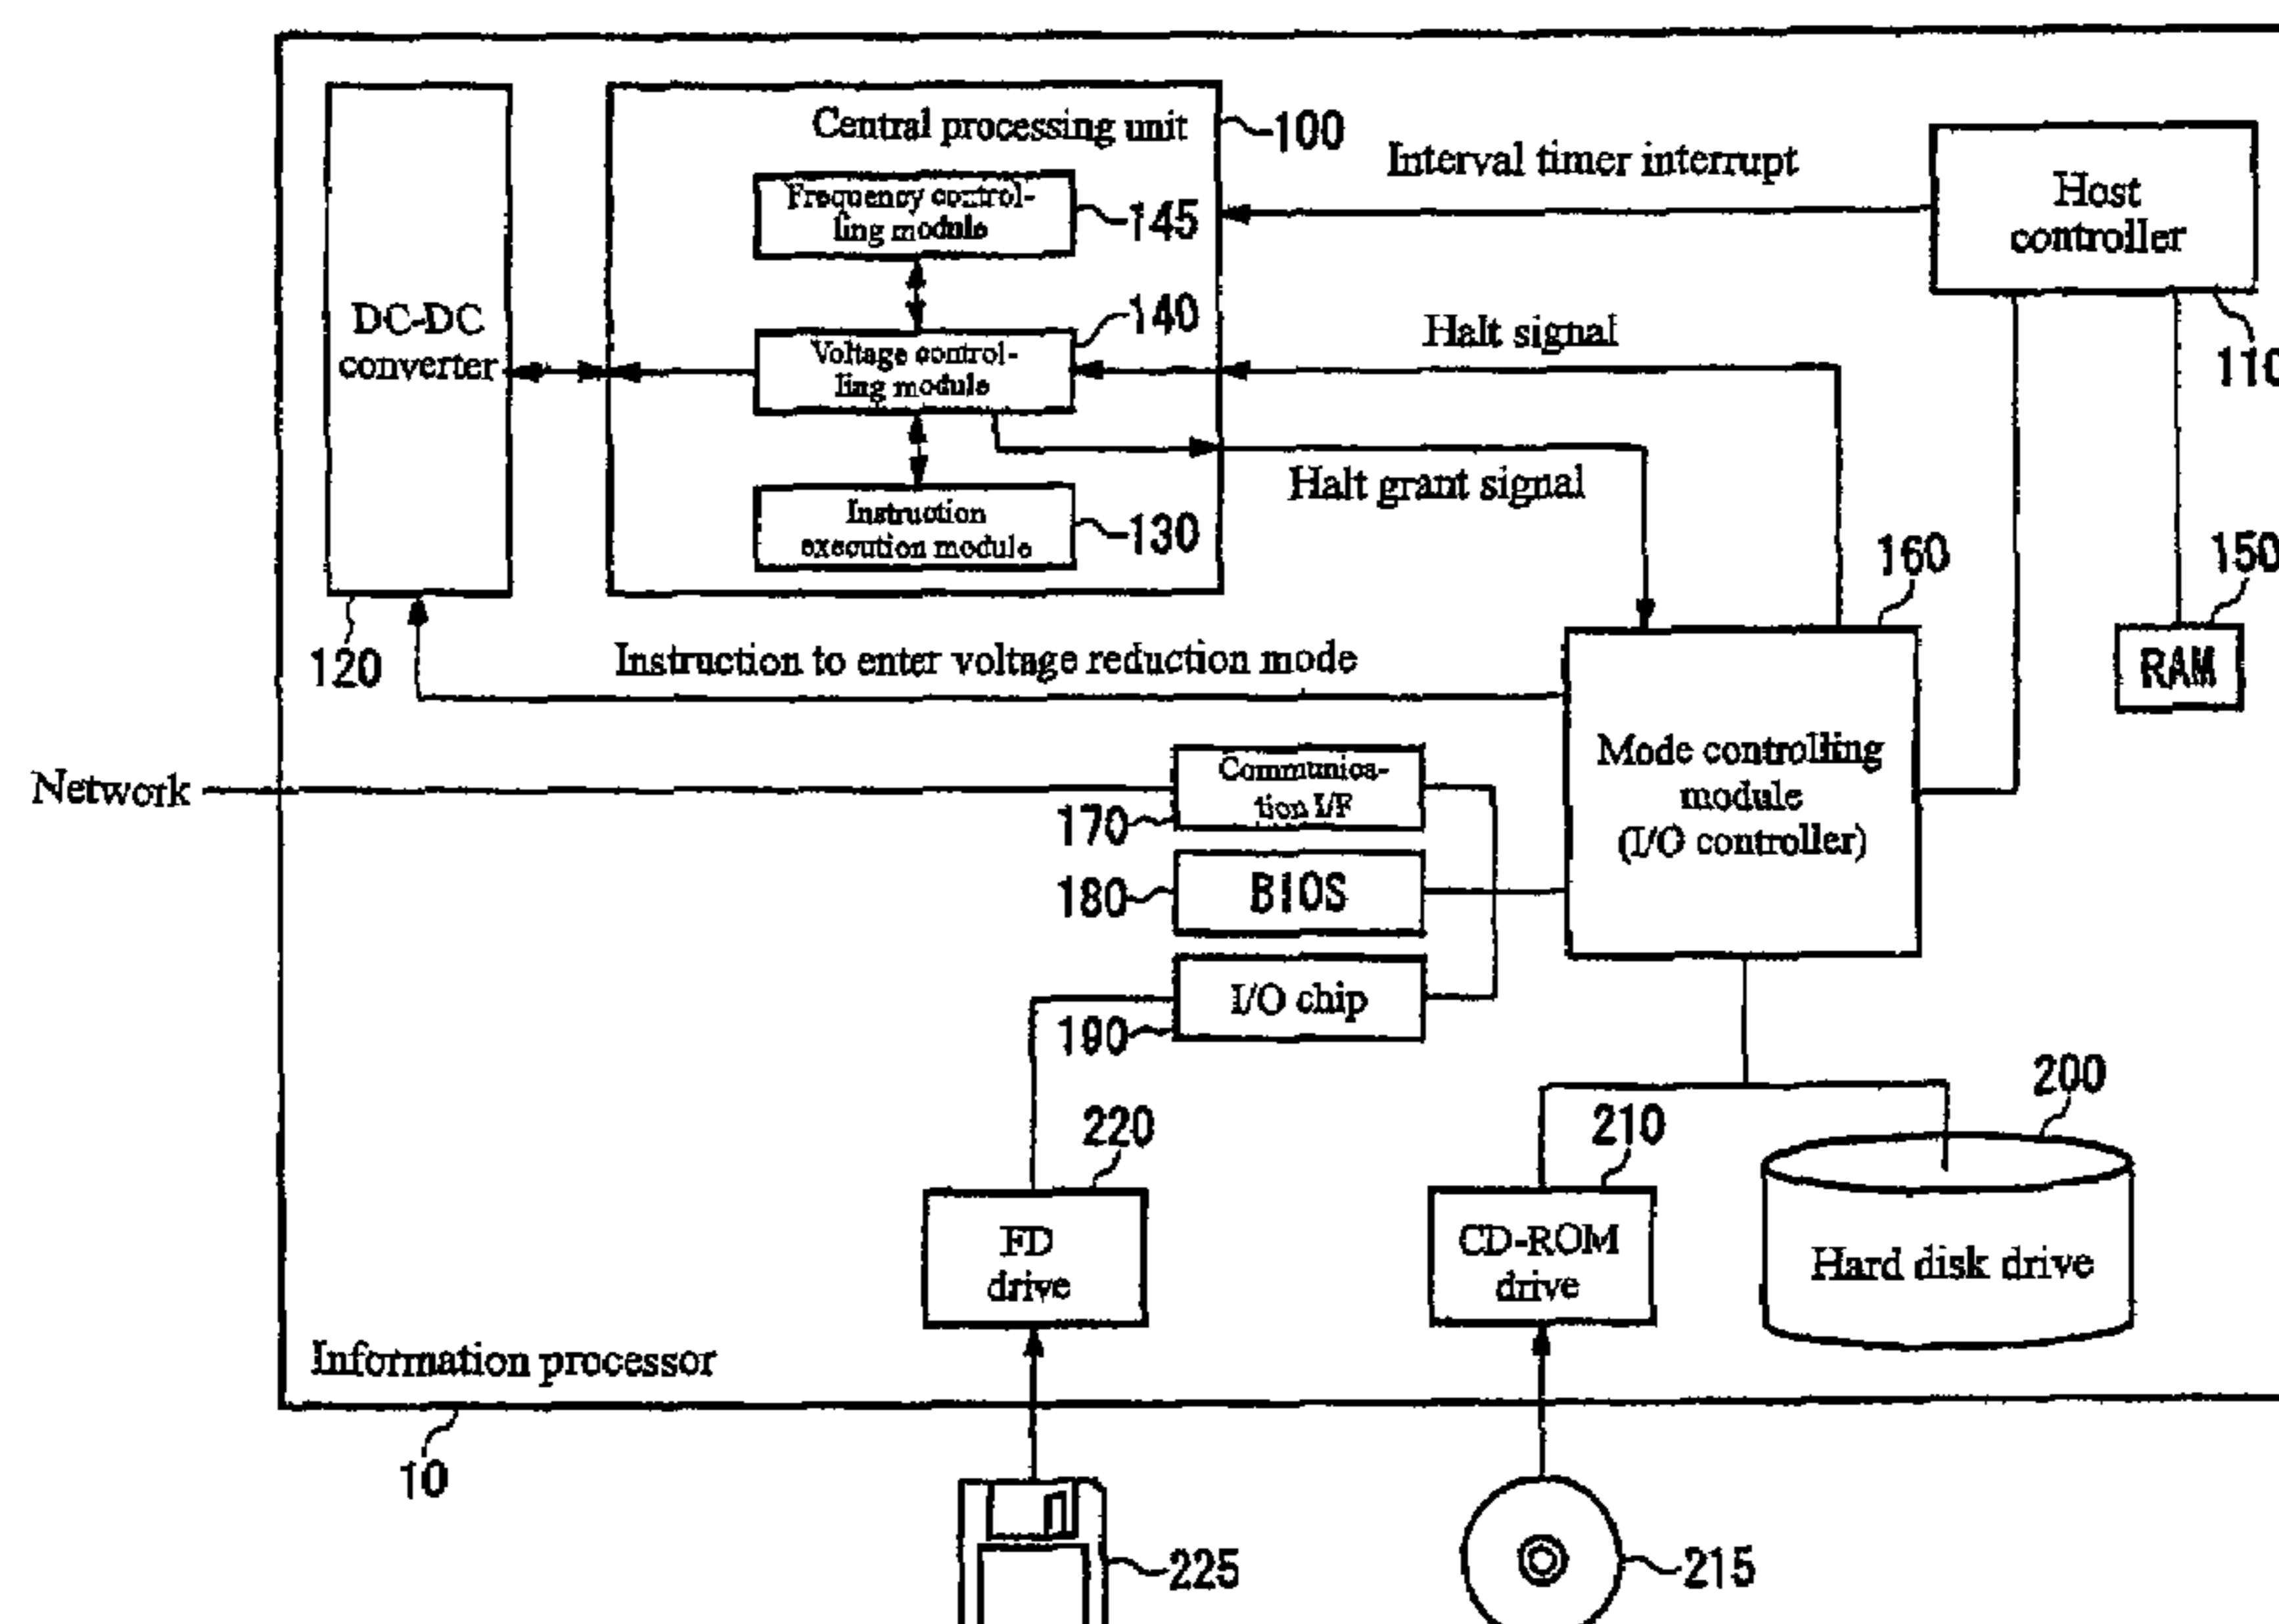 Central processing unit
100
Interval timer interrupt
Host
controller
110
Frequency control-
ling module
145
DC-DC
converter
120
Voltage control-
ling module
140
Halt signal
Halt grant signal
Instruction
execution module
130
160
150
RAM
Instruction to enter voltage reduction mode
Mode controlling
module
(I/O controller)
Network
Communica-
tion I/F
170
BIOS
180
I/O chip
190
200
210
220
FD
drive
CD-ROM
drive
Hard disk drive
Information processor
10
225
215